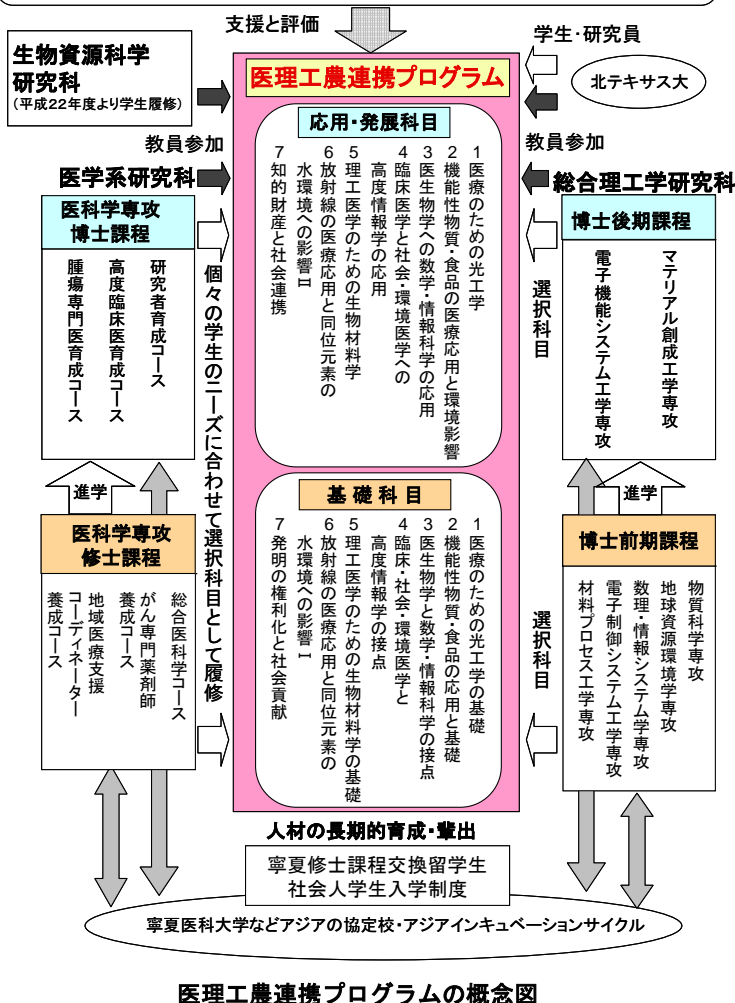 支援と評価
学生・研究員
生物資源科学
研究科
(平成22年度より学生履修)
医理工農連携プログラム
北テキサス大
教員参加
教員参加
医学系研究科
総合理工学研究科
応用・発展科目
1医療のための光工学
2機能性物質・食品の医療応用と環境影響
3医生物学への数学・情報科学の応用
4臨床医学と社会・環境医学への
高度情報学の応用
5理工医学のための生物材料学
6放射線の医療応用と同位元素の
水環境への影響Ⅱ
7知的財産と社会連携
医科学専攻
博士課程
研究者育成コース
高度臨床医育成コース
腫瘍専門医育成コース
個々の学生のニーズに合わせて選択科目として履修
博士後期課程
マテリアル創成工学専攻
電子機能システム工学専攻
選択科目
進学
進学
基礎科目
1医療のための光工学の基礎
2機能性物質・食品の応用と基礎
3医生物学と数学・情報科学の接点
4臨床・社会・環境医学と
高度情報学の接点
5理工医学のための生物材料学の基礎
6放射線の医療応用と同位元素の
水環境への影響Ⅰ
7発明の権利化と社会貢献
医科学専攻
修士課程
総合医科学コース
がん専門薬剤師
養成コース
地域医療支援
コーディネーター
養成コース
博士前期課程
物質科学専攻
地球資源環境学専攻
数理・情報システム学専攻
電子制御システム工学専攻
材料プロセス工学専攻
選択科目
人材の長期的育成・輩出
寧夏修士課程交換留学生
社会人学生入学制度
寧夏医科大学などアジアの協定校・アジアインキュベーションサイクル
医理工農連携プログラムの概念図